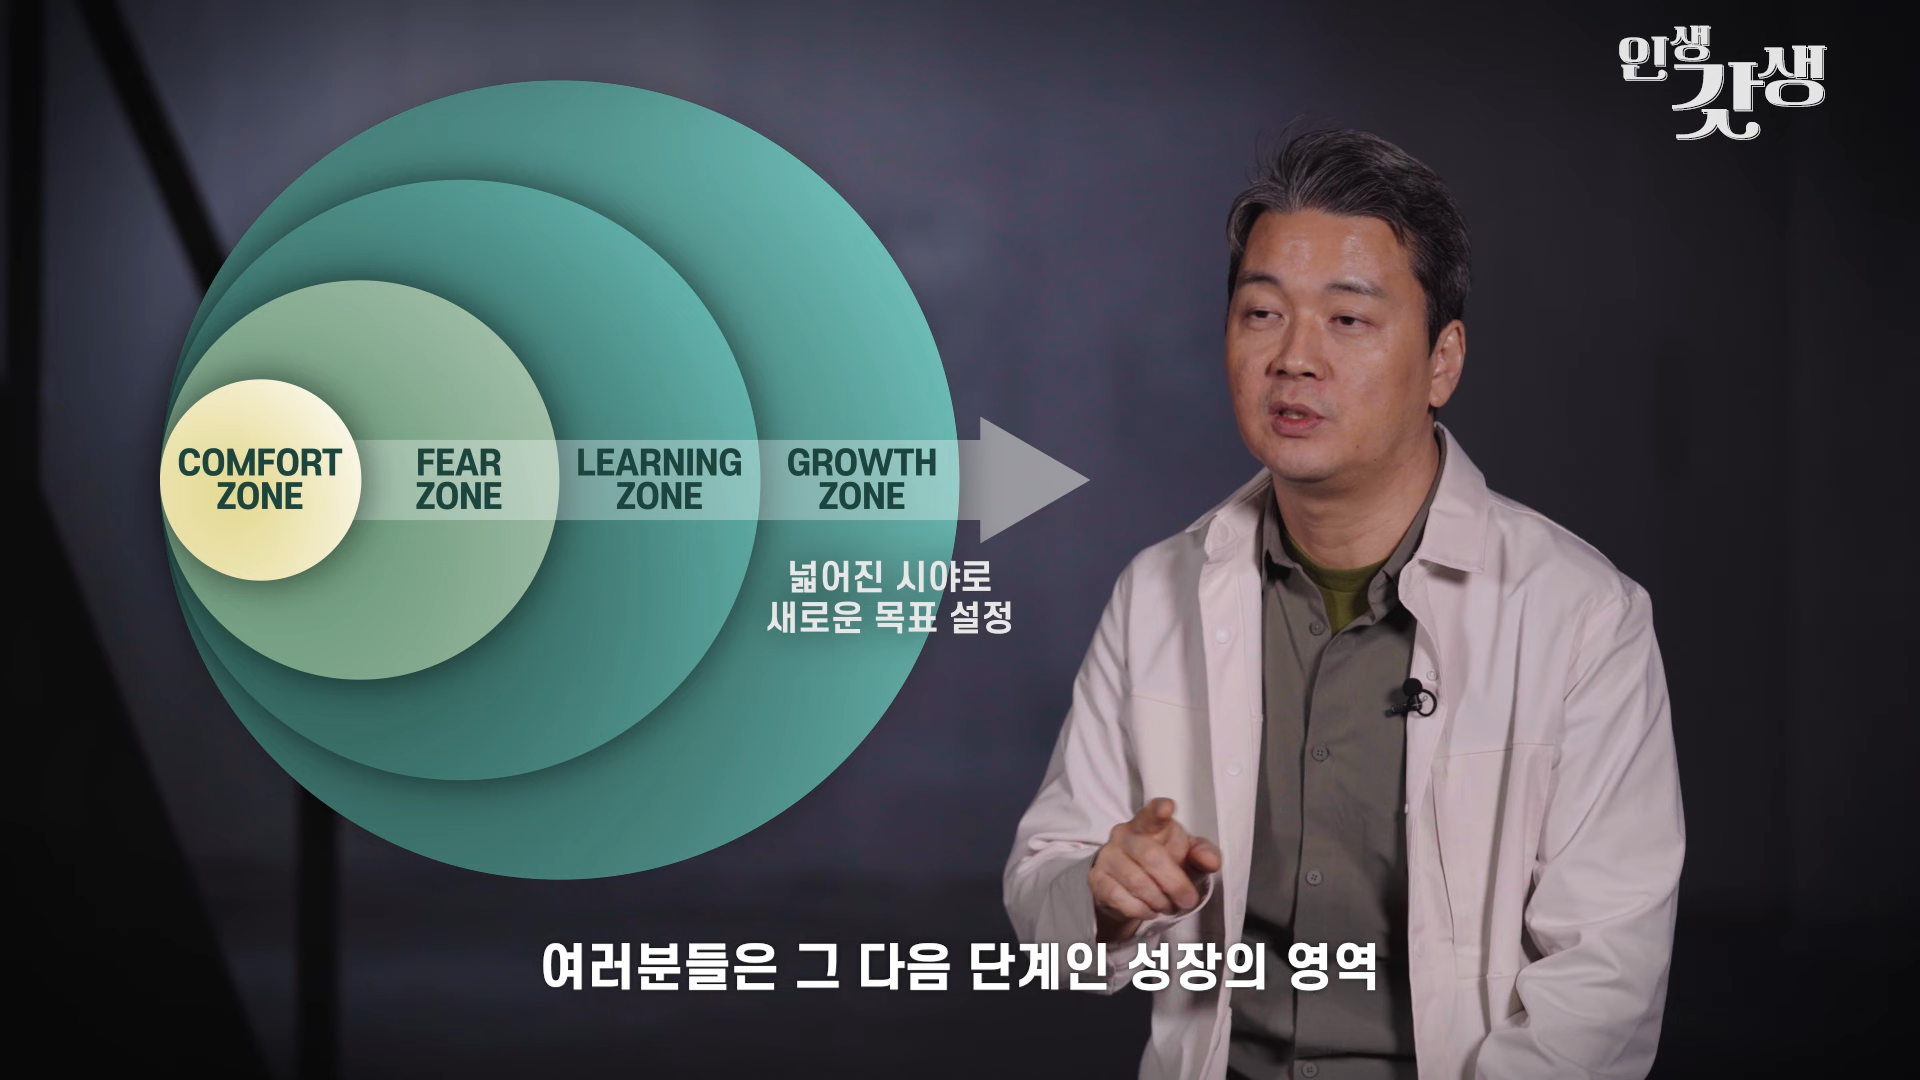 인생갓생
COMFORT
ZONE
FEAR
ZONE
LEARNING
ZONE
GROWTH
ZONE
넓어진 시야로
새로운 목표 설정
여러분들은 그 다음 단계인 성장의 영역